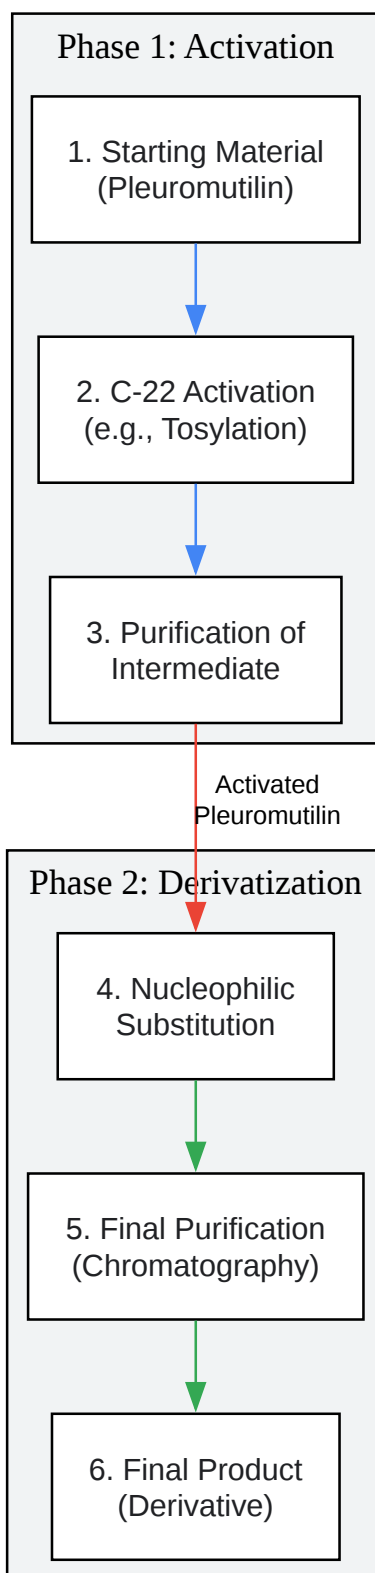 Phase 1: Activation
1. Starting Material
(Pleuromutilin)
2. C-22 Activation
(e.g., Tosylation)
3. Purification of
Intermediate
Activated
Pleuromutilin
Phase 2: Derivatization
4. Nucleophilic
Substitution
5. Final Purification
(Chromatography)
6. Final Product
(Derivative)